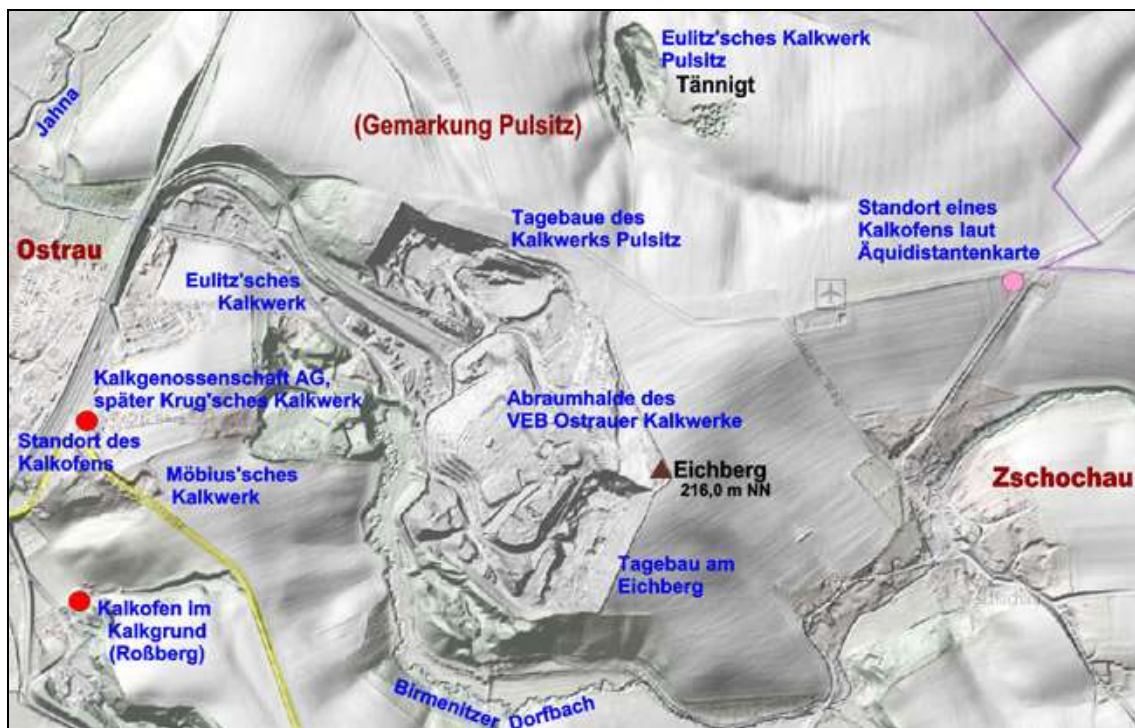 Eulitz'sches Kalkwerk
Pulsitz
Tännigt
Jahna
(Gemarkung Pulsitz)
Tagebaue des
Kalkwerks Pulsitz
Standort eines
Kalkofens laut
Äquidistantenkarte
Ostrau
Eulitz'sches
Kalkwerk
Kalkgenossenschaft AG,
später Krug'sches Kalkwerk
Abraumhalde des
VEB Ostrauer Kalkwerke
Standort des
Kalkofens
Möbius'sches
Kalkwerk
Eichberg
216,0 m NN
Zschochau
Tagebau am
Eichberg
Kalkofen im
Kalkgrund
(Roßberg)
Birmenitzer Dorfbach